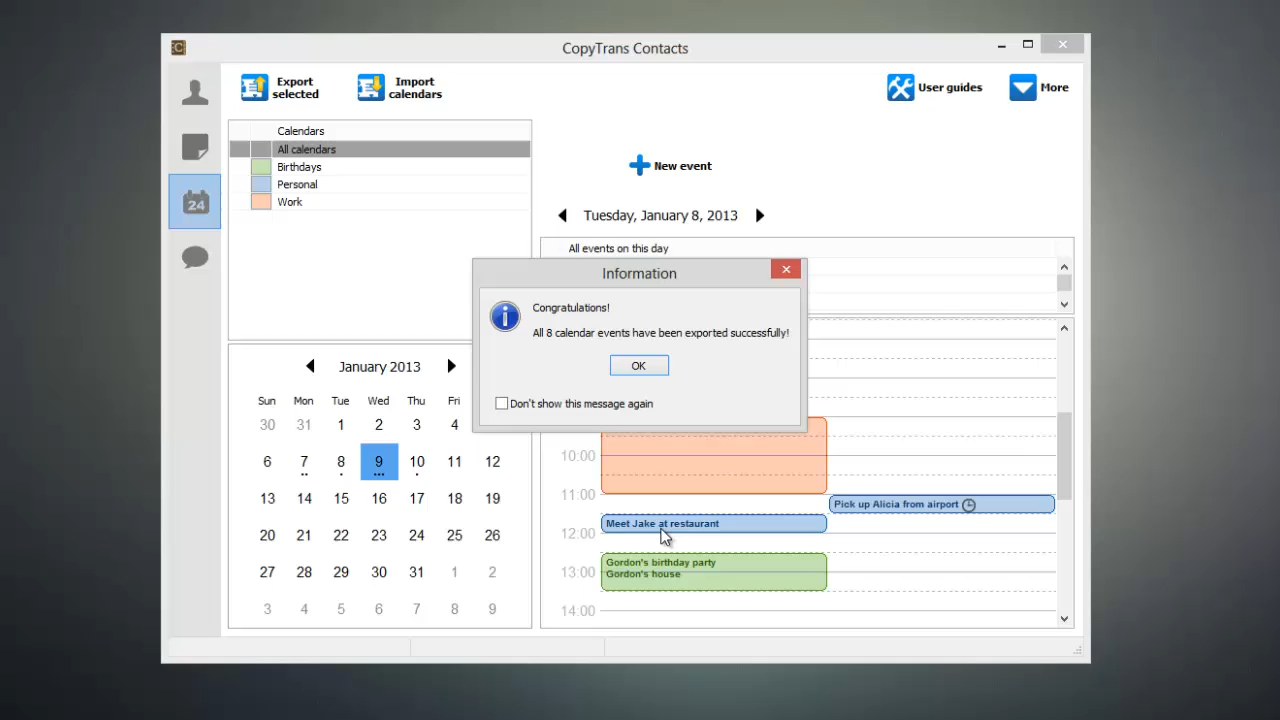 CopyTrans Contacts
Export
selected
Import
calendars
User guides
More
Calendars
All calendars
Birthdays
Personal
Work
24
New event
Tuesday, January 8, 2013
All events on this day
Information
Congratulations!
All 8 calendar events have been exported successfully!
OK
Don't show this message again
January 2013
Sun Mon Tue Wed Thu Fri
30 31 1 2 3 4
6 7 8 9 10 11 12
13 14 15 16 17 18 19
20 21 22 23 24 25 26
27 28 29 30 31 1 2
3 4 5 6 7 8 9
10:00
11:00
Pick up Alicia from airport
Meet Jake at restaurant
12:00
Gordon's birthday party
13:00
Gordon's house
14:00